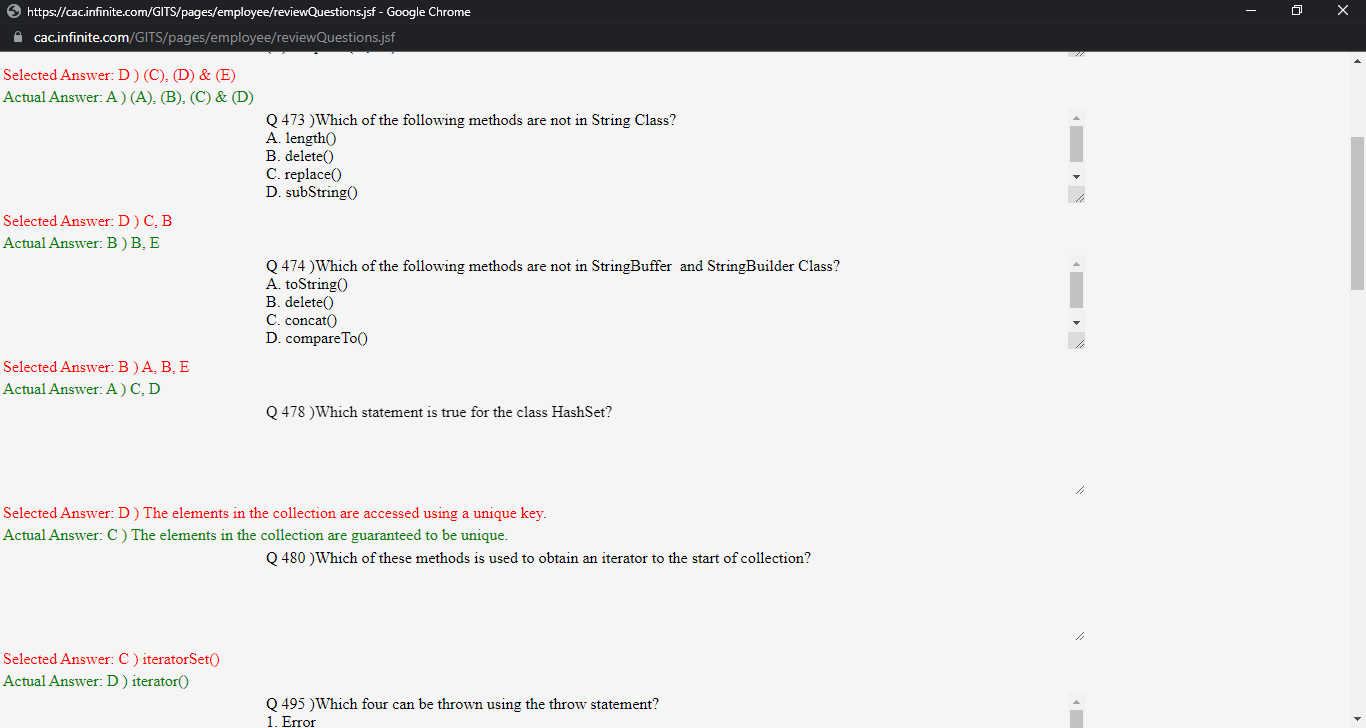 https://cac.infinite.com/GITS/pages/employee/reviewQuestions.jsf - Google Chrome
cac.infinite.com/GITS/pages/employee/reviewQuestions.jsf
Selected Answer: D ) (C), (D) & (E)
Actual Answer: A ) (A), (B), (C) & (D)
Q 473 )Which of the following methods are not in String Class?
A. length()
B. delete()
C. replace()
D. subString()
Selected Answer: D ) C, B
Actual Answer: B ) B, E
Q 474 )Which of the following methods are not in StringBuffer  and StringBuilder Class?
A. toString()
B. delete()
C. concat()
D. compareTo()
Selected Answer: B ) A, B, E
Actual Answer: A ) C, D
Q 478 )Which statement is true for the class HashSet?
Selected Answer: D ) The elements in the collection are accessed using a unique key.
Actual Answer: C ) The elements in the collection are guaranteed to be unique.
Q 480 )Which of these methods is used to obtain an iterator to the start of collection?
Selected Answer: C ) iteratorSet()
Actual Answer: D ) iterator()
Q 495 )Which four can be thrown using the throw statement?
1. Error